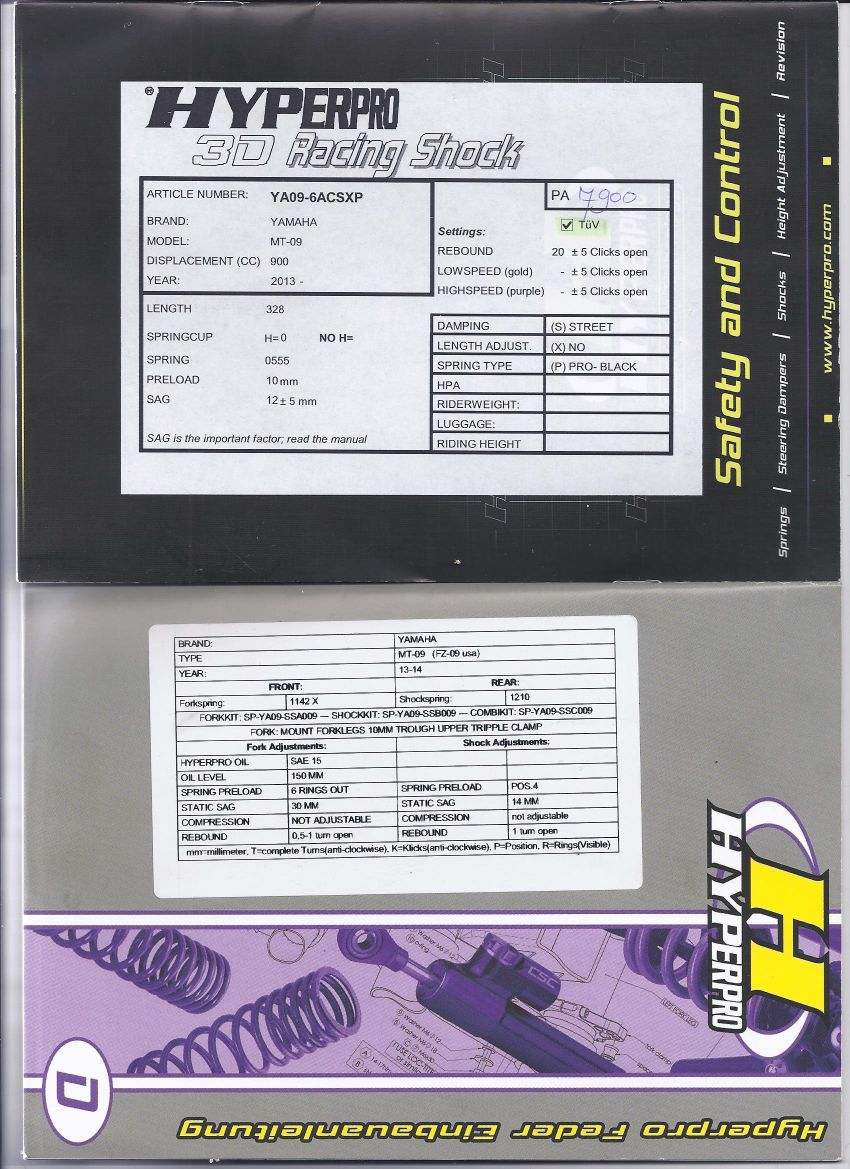 ® HYPERPRO
3D Racing Shock
ARTICLE NUMBER: YA09-6ACSXP
BRAND: YAMAHA
MODEL: MT-09
DISPLACEMENT (CC) 900
YEAR: 2013 -
PA 7900
Settings: ☑ TüV
REBOUND 20 ± 5 Clicks open
LOWSPEED (gold) - ± 5 Clicks open
HIGHSPEED (purple) - ± 5 Clicks open
LENGTH 328
SPRINGCUP H= 0 NO H=
SPRING 0555
PRELOAD 10 mm
SAG 12 ± 5 mm
SAG is the important factor; read the manual
DAMPING (S) STREET
LENGTH ADJUST. (X) NO
SPRING TYPE (P) PRO- BLACK
HPA
RIDERWEIGHT:
LUGGAGE:
RIDING HEIGHT
Safety and Control
Springs | Steering Dampers | Shocks | Height Adjustment | Revision
www.hyperpro.com
BRAND: YAMAHA
TYPE MT-09 (FZ-09 usa)
YEAR: 13-14
FRONT: REAR:
Forkspring: 1142 X Shockspring: 1210
FORKKIT: SP-YA09-SSA009 --- SHOCKKIT: SP-YA09-SSB009 --- COMBIKIT: SP-YA09-SSC009
FORK: MOUNT FORKLEGS 10MM TROUGH UPPER TRIPPLE CLAMP
Fork Adjustments: Shock Adjustments:
HYPERPRO OIL SAE 15
OIL LEVEL 150 MM
SPRING PRELOAD 6 RINGS OUT SPRING PRELOAD POS.4
STATIC SAG 30 MM STATIC SAG 14 MM
COMPRESSION NOT ADJUSTABLE COMPRESSION not adjustable
REBOUND 0,5-1 turn open REBOUND 1 turn open
mm=millimeter, T=complete Turns(anti-clockwise), K=Klicks(anti-clockwise), P=Position, R=Rings(Visible)
H
HYPERPRO
CSC
LEFT FORK LEG
fork clamp
D
Hyperpro Feder Einbauanleitung